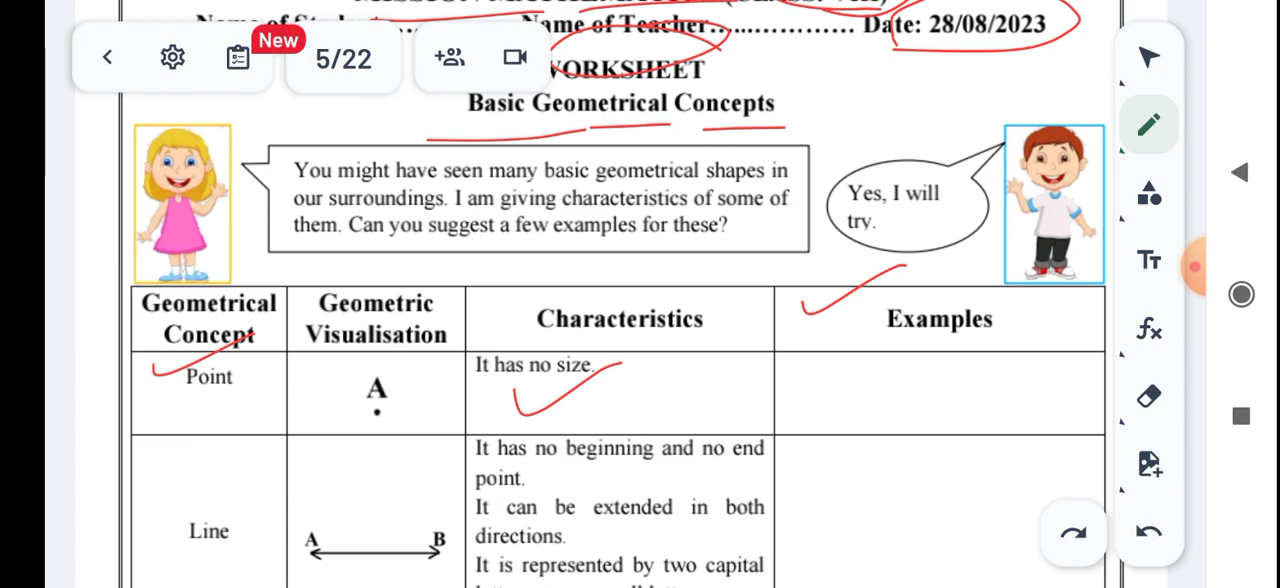 Date: 28/08/2023
Name of Teacher
New
5/22
WORKSHEET
Basic Geometrical Concepts
You might have seen many basic geometrical shapes in
our surroundings. I am giving characteristics of some of
them. Can you suggest a few examples for these?
Yes, I will
try.
Geometrical
Concept
Geometric
Visualisation
Characteristics
Examples
Point
A
It has no size.
Line
A B
It has no beginning and no end
point.
It can be extended in both
directions.
It is represented by two capital
Tт
fx